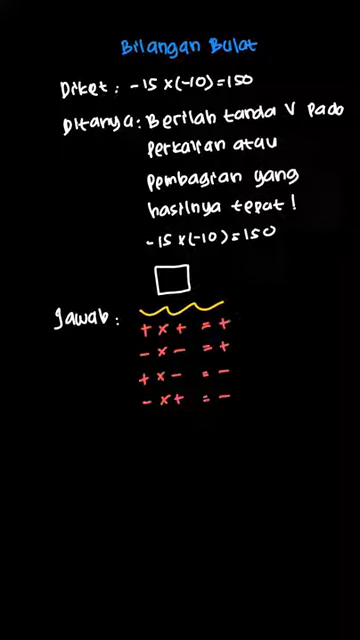 Bilangan Bulat
Diket : -15 x (-10) = 150
Ditanya : Berilah tanda V pada
perkalian atau
pembagian yang
hasilnya tepat!
-15 x (-10) = 150
Jawab :
+ x + = +
- x - = +
+ x - = -
- x + = -